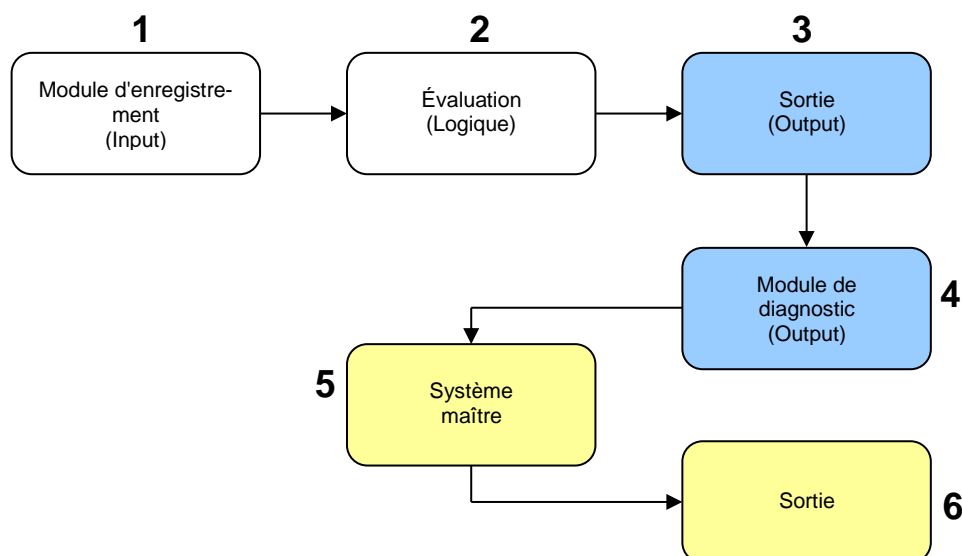 1
2
3
Module d'enregistre-
ment
(Input)
Évaluation
(Logique)
Sortie
(Output)
Module de
diagnostic
(Output)
4
5
Système
maître
Sortie
6